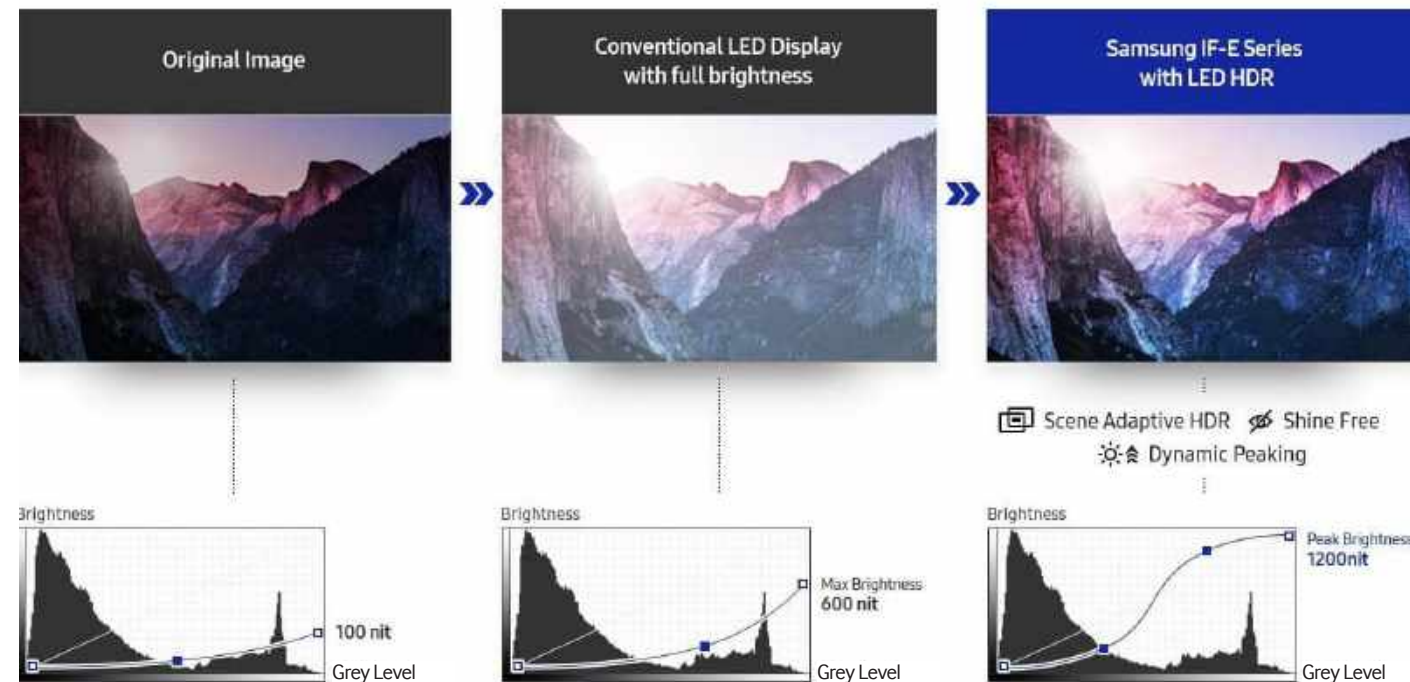 Original Image
Conventional LED Display
with full brightness
Samsung IF-E Series
with LED HDR
Scene Adaptive HDR Shine Free
Dynamic Peaking
Brightness
100 nit
Grey Level
Brightness
Max Brightness
600 nit
Grey Level
Brightness
Peak Brightness
1200nit
Grey Level